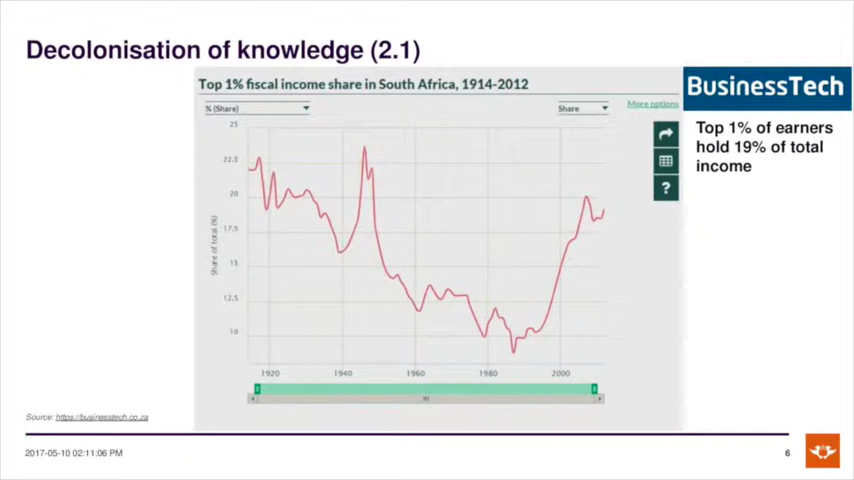 Decolonisation of knowledge (2.1)
Top 1% fiscal income share in South Africa, 1914-2012
BusinessTech
% (Share)
Share
More options
Top 1% of earners
hold 19% of total
income
?
Share of total (%)
25
22.5
20
17.5
15
12.5
10
1920
1940
1960
1980
2000
Source: https://businesstech.co.za
2017-05-10 02:11:06 PM
6